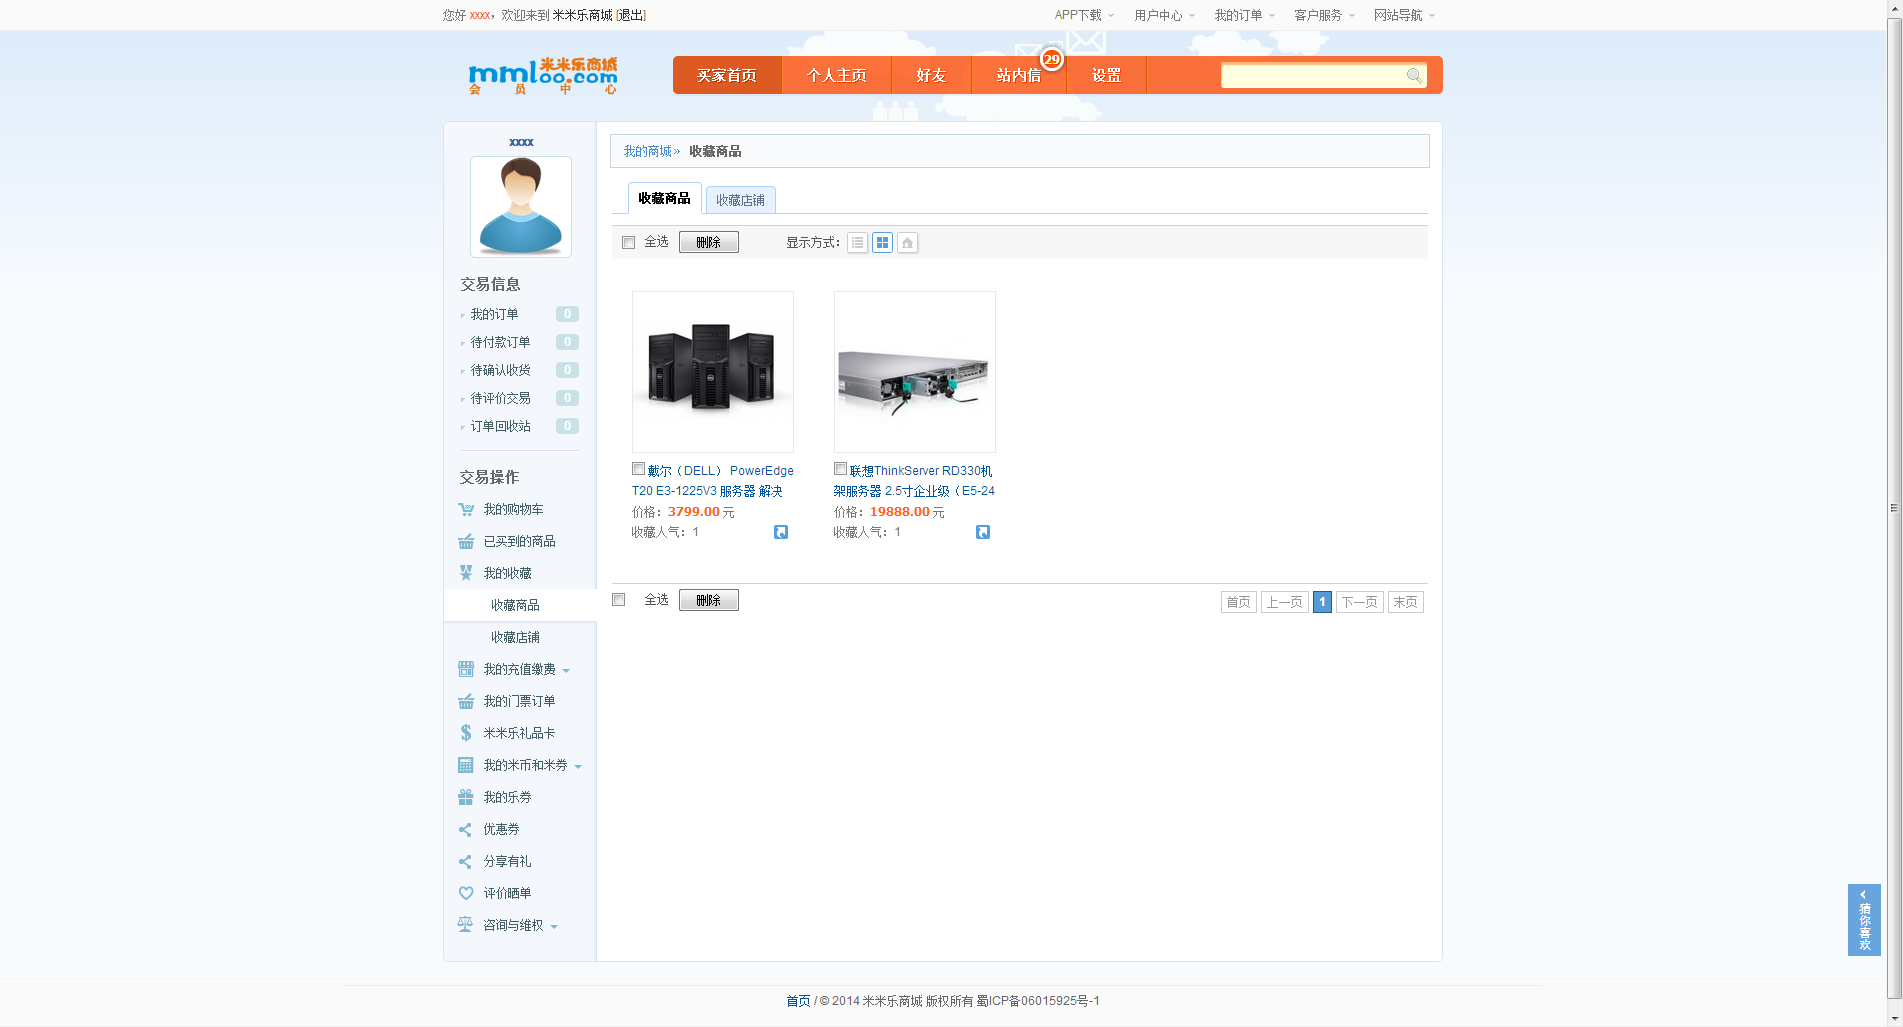 您好 xxxx，欢迎来到 米米乐商城 [退出]
APP下载 用户中心 我的订单 客户服务 网站导航
mmloo.com 米米乐商城
会员中心
买家首页 个人主页 好友 站内信 29 设置
xxxx
我的商城» 收藏商品
收藏商品 收藏店铺
全选 删除 显示方式：
交易信息
我的订单 0
待付款订单 0
待确认收货 0
待评价交易 0
订单回收站 0
交易操作
我的购物车
已买到的商品
我的收藏
收藏商品
收藏店铺
我的充值缴费
我的门票订单
米米乐礼品卡
我的米币和米券
我的乐券
优惠券
分享有礼
评价晒单
咨询与维权
戴尔（DELL） PowerEdge
T20 E3-1225V3 服务器 解决
价格：3799.00 元
收藏人气：1
联想ThinkServer RD330机
架服务器 2.5寸企业级（E5-24
价格：19888.00 元
收藏人气：1
全选 删除
首页 上一页 1 下一页 末页
猜你喜欢
首页 / © 2014 米米乐商城 版权所有 蜀ICP备06015925号-1